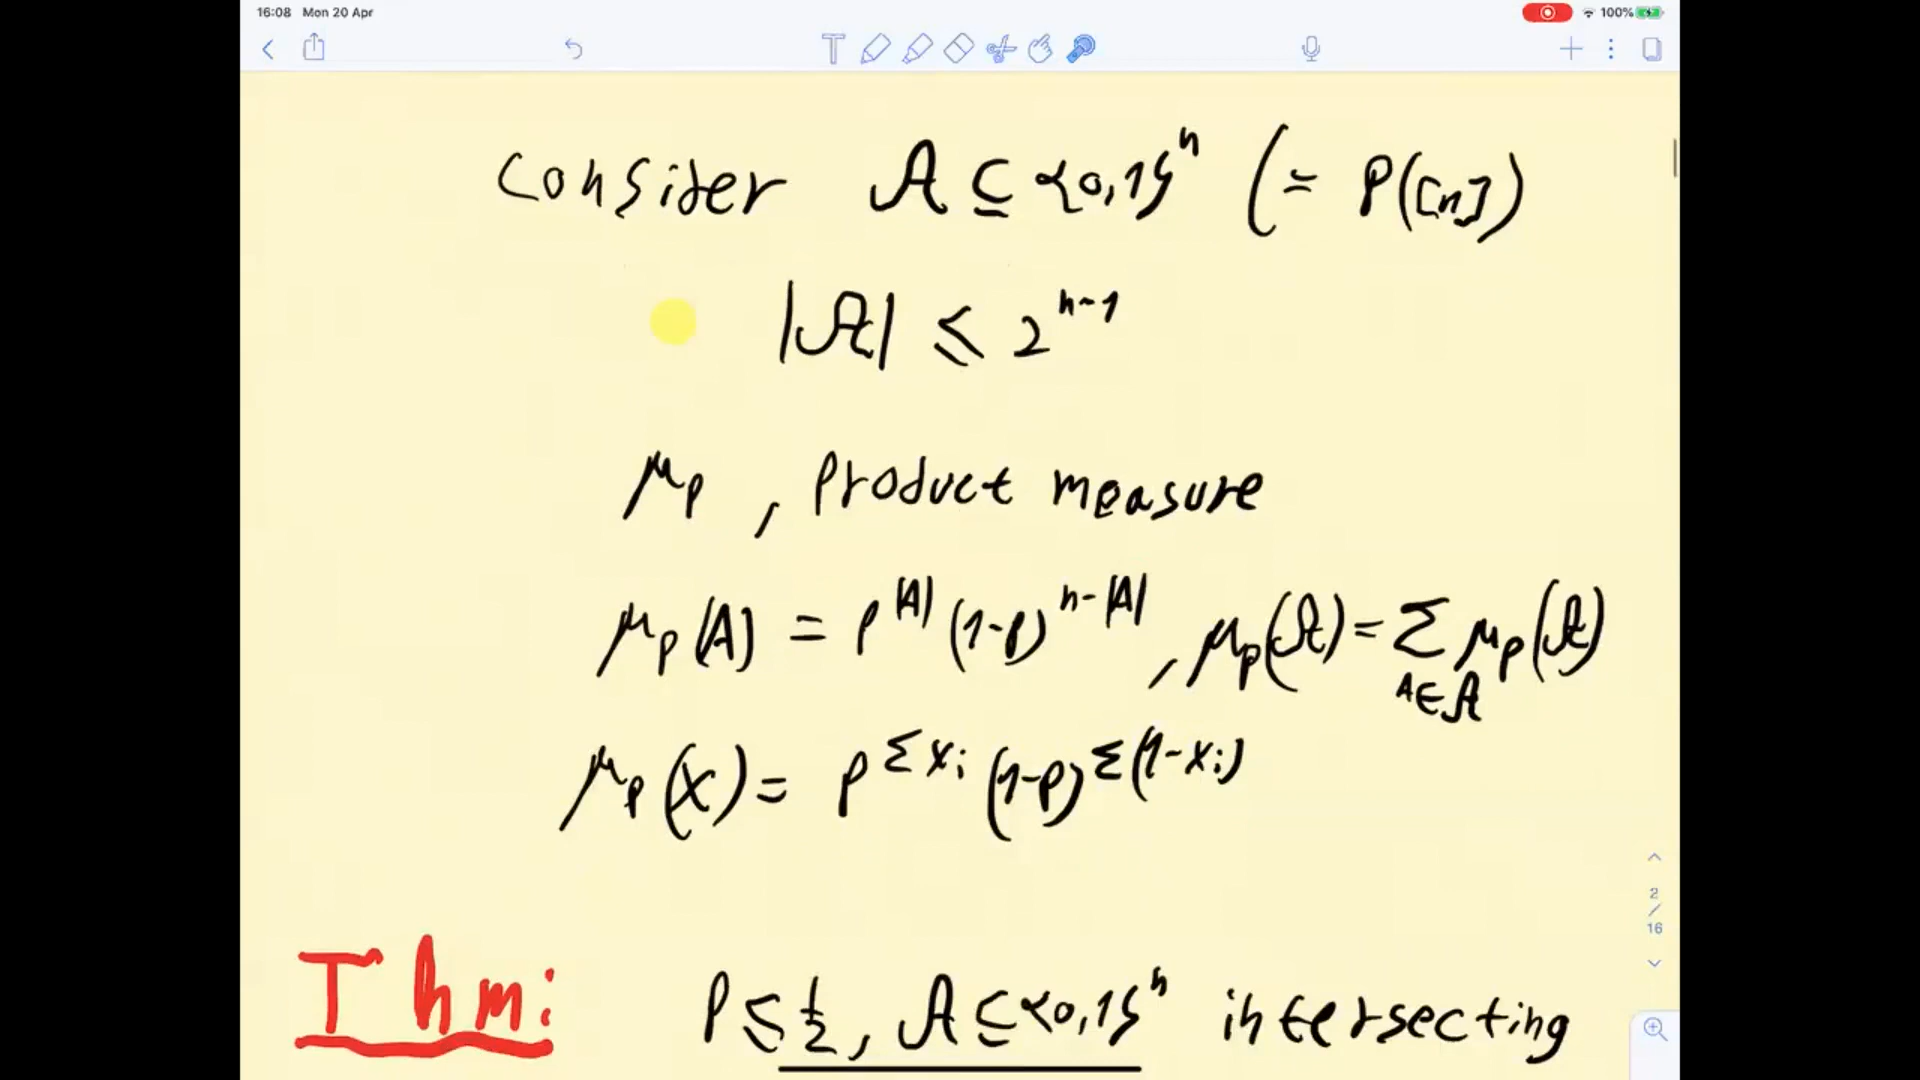 16:08 Mon 20 Apr 100%
T
Consider 𝒜 ⊆ {0,1}ⁿ (= P([n])
|𝒜| ≤ 2ⁿ⁻¹
μₚ , product measure
μₚ(A) = p^|A| (1-p)^(n-|A|) , μₚ(𝒜) = Σ_{A∈𝒜} μₚ(𝒜)
μₚ(x) = p^(Σ xᵢ) (1-p)^(Σ(1-xᵢ))
2
/
16
Thm: p ≤ 1/2, 𝒜 ⊆ {0,1}ⁿ intersecting